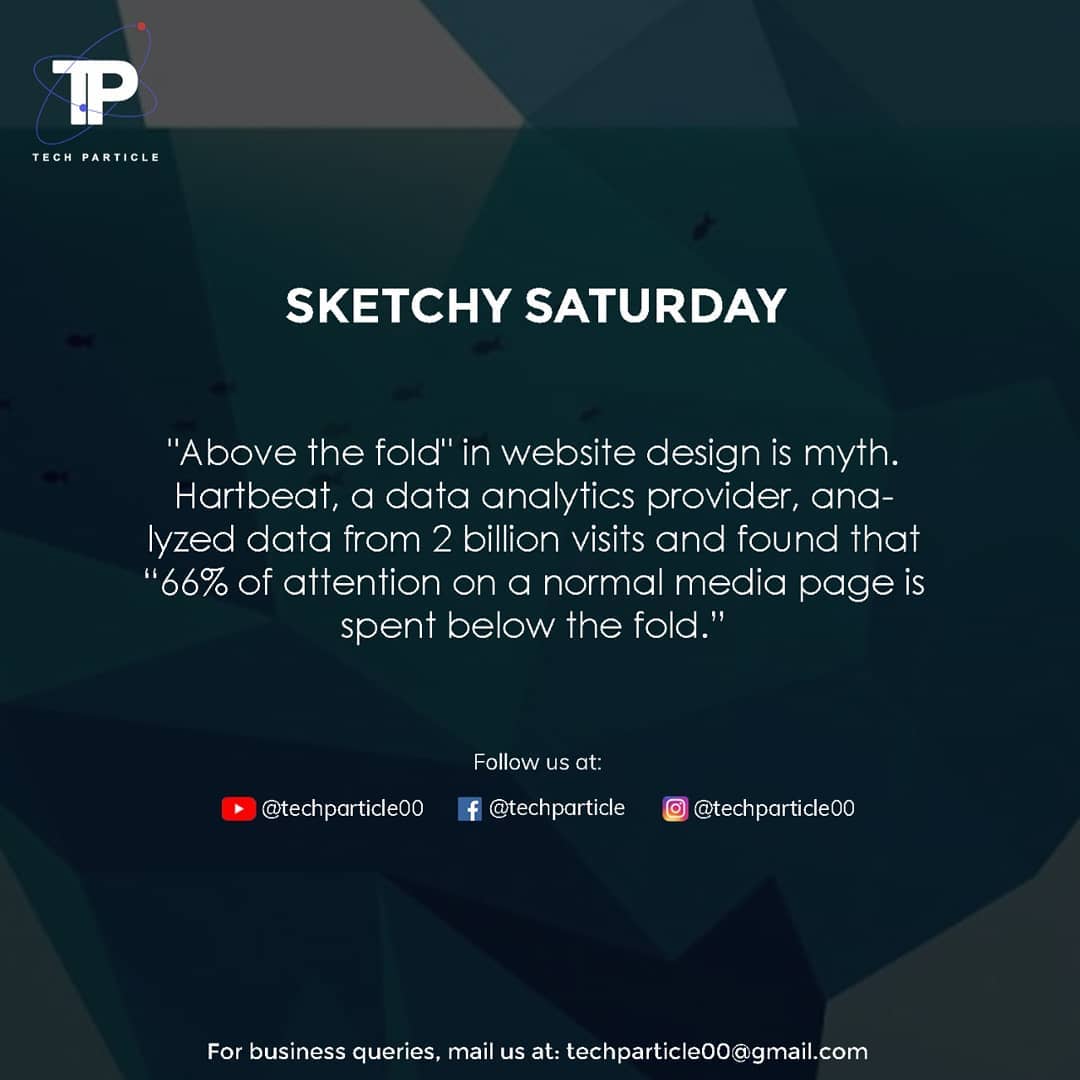 TP
TECH PARTICLE
SKETCHY SATURDAY
"Above the fold" in website design is myth.
Hartbeat, a data analytics provider, ana-
lyzed data from 2 billion visits and found that
“66% of attention on a normal media page is
spent below the fold.”
Follow us at:
@techparticle00 @techparticle @techparticle00
For business queries, mail us at: techparticle00@gmail.com